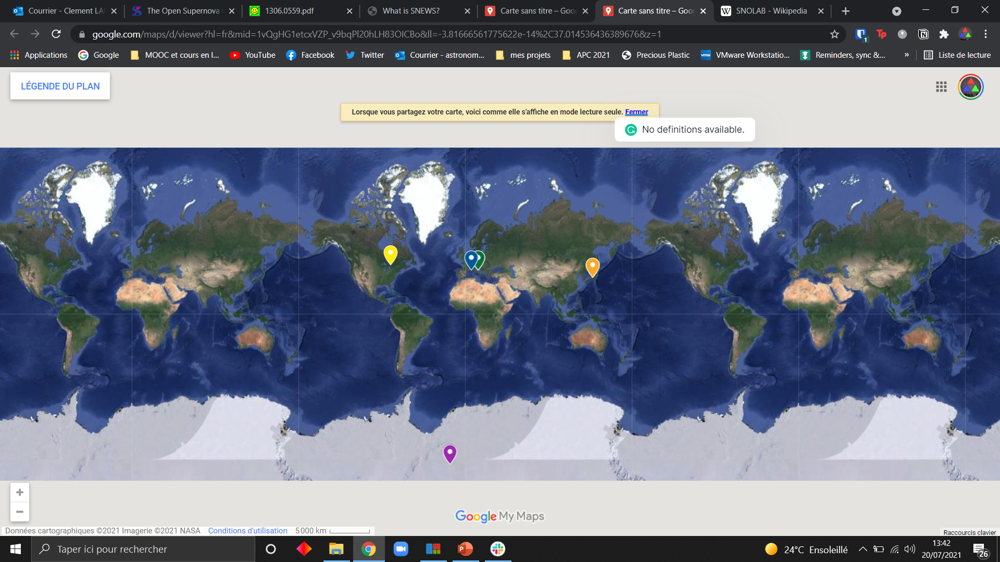 Courrier - Clement LA
The Open Supernova
1306.0559.pdf
What is SNEWS?
Carte sans titre – Goo
Carte sans titre – Goo
SNOLAB - Wikipedia
google.com/maps/d/viewer?hl=fr&mid=1vQgHG1etcxVZP_v9bqPl20hLH83OICBo&ll=-3.81666561775622e-14%2C37.014536436389676&z=1
1
Applications
Google
MOOC et cours en l...
YouTube
Facebook
Twitter
Courrier - astronom...
mes projets
APC 2021
Precious Plastic
VMware Workstatio...
Reminders, sync &...
»
Liste de lecture
LÉGENDE DU PLAN
Lorsque vous partagez votre carte, voici comme elle s'affiche en mode lecture seule. Fermer
No definitions available.
Google My Maps
Données cartographiques ©2021 Imagerie ©2021 NASA Conditions d'utilisation 5 000 km
Raccourcis clavier
Taper ici pour rechercher
24°C Ensoleillé
13:42
20/07/2021
26